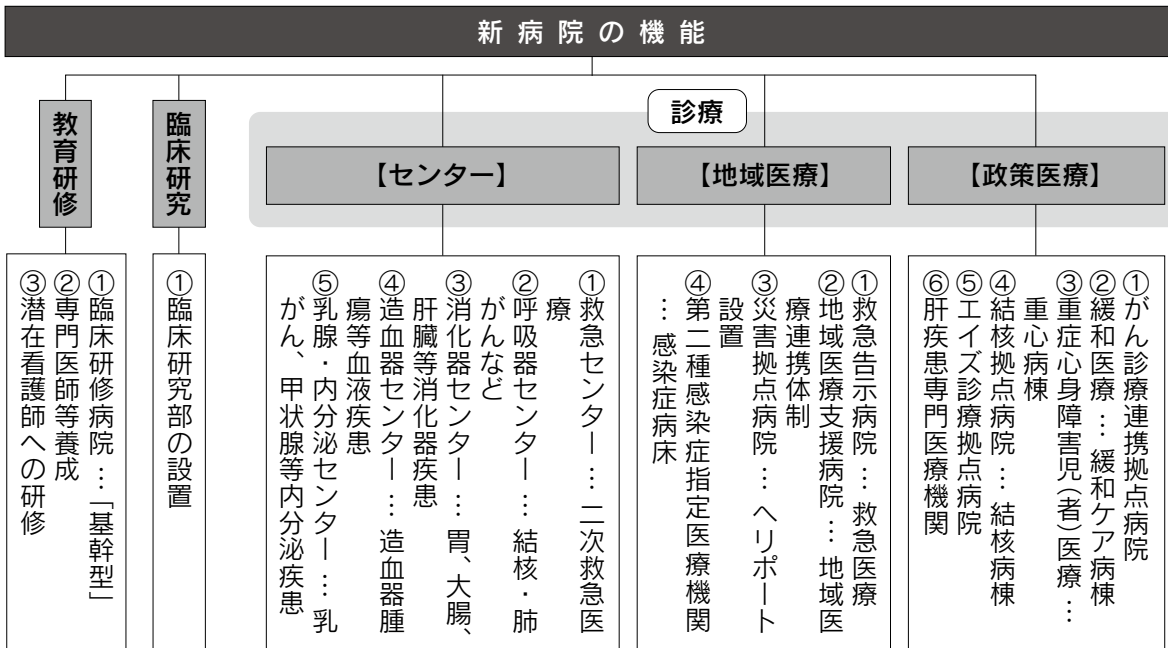 新病院の機能
診療
【政策医療】
①がん診療連携拠点病院
②緩和医療…緩和ケア病棟
③重症心身障害児(者)医療…
重心病棟
④結核拠点病院…結核病棟
⑤エイズ診療拠点病院
⑥肝疾患専門医療機関
【地域医療】
①救急告示病院…救急医療
②地域医療支援病院…地域医
療連携体制
③災害拠点病院…ヘリポート
設置
④第二種感染症指定医療機関
…感染症病床
【センター】
①救急センター…二次救急医
療
②呼吸器センター…結核・肺
がんなど
③消化器センター…胃、大腸、
肝臓等消化器疾患
④造血器センター…造血器腫
瘍等血液疾患
⑤乳腺・内分泌センター…乳
がん、甲状腺等内分泌疾患
臨床研究
①臨床研究部の設置
教育研修
①臨床研修病院…「基幹型」
②専門医師等養成
③潜在看護師への研修